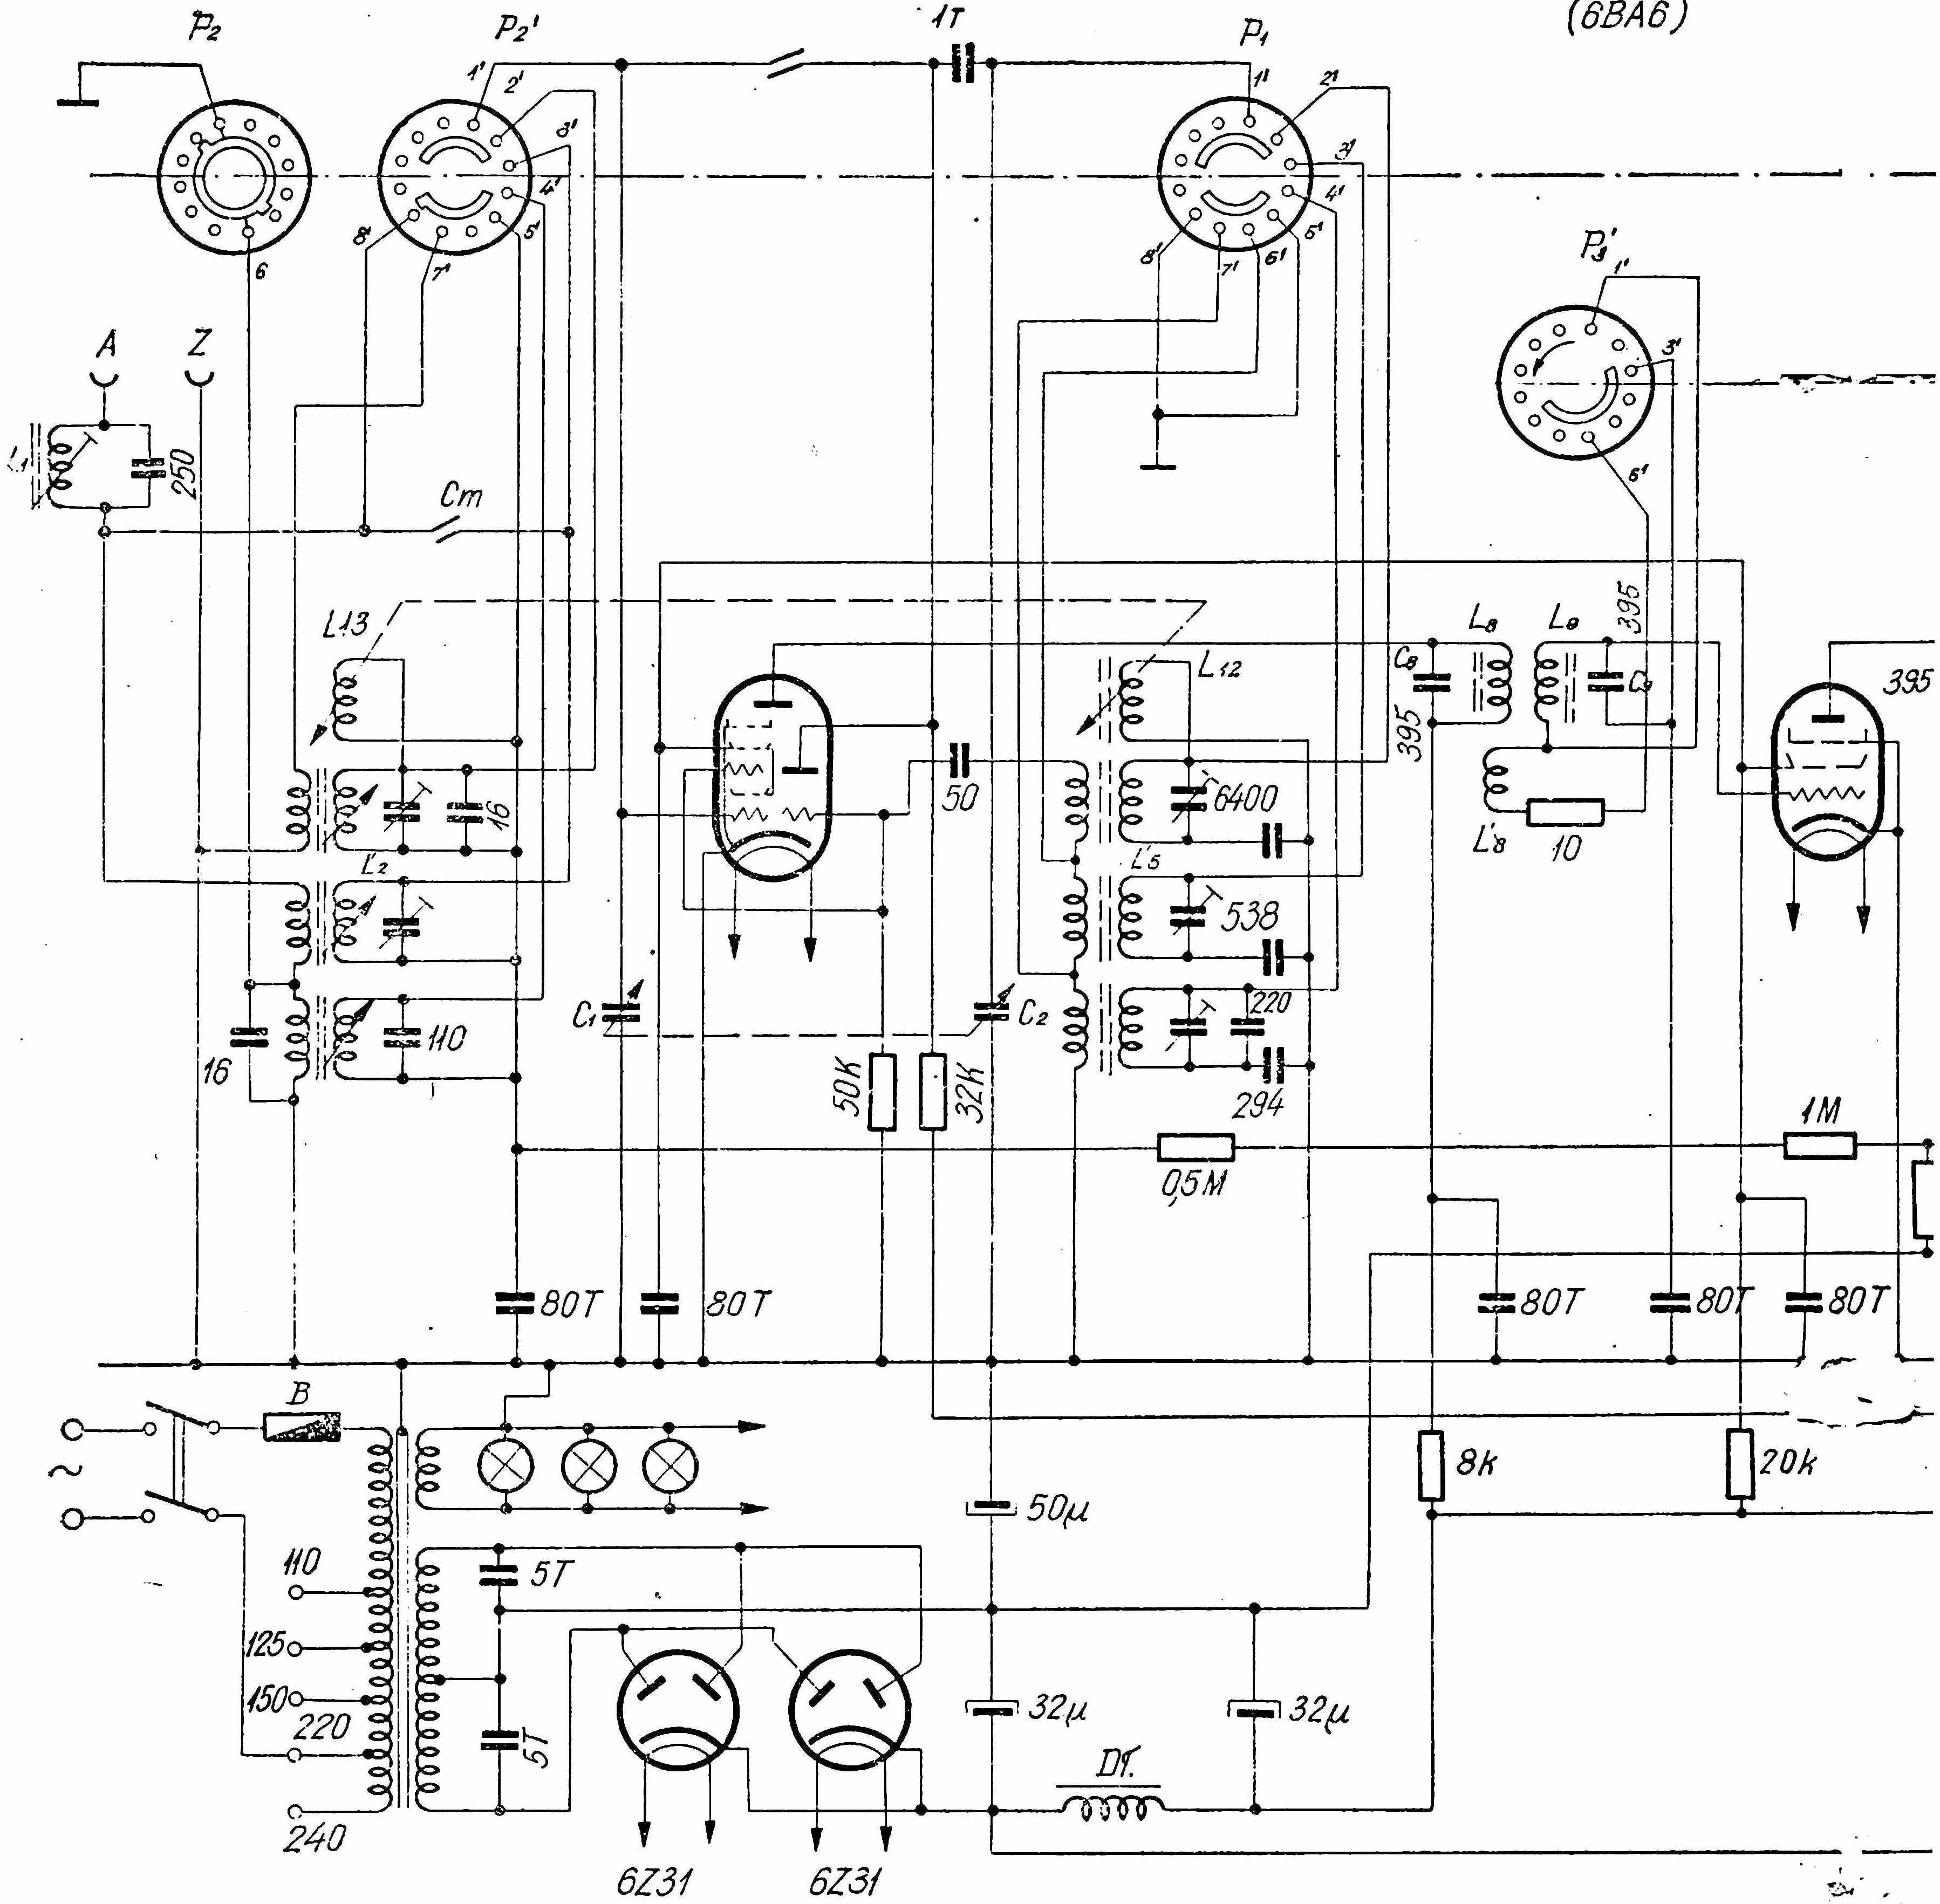 (6BA6)
P₂
P₂'
1T
P₁
1'
2'
3'
4'
5'
7'
8'
6
1'
2'
3'
4'
5'
6'
7'
8'
P₃'
1'
3'
6'
A
Z
L₁
250
Cm
L13
L12
L₈
L₉
395
C₈
C₉
395
395
16
50
6400
L'₈
10
L'2
L'5
538
C₁
C₂
220
110
16
50K
32K
294
0,5M
1M
80T
80T
80T
80T
80T
B
~
8k
20k
50μ
110
5T
125
150
220
5T
32μ
32μ
Dł.
240
6Z31
6Z31